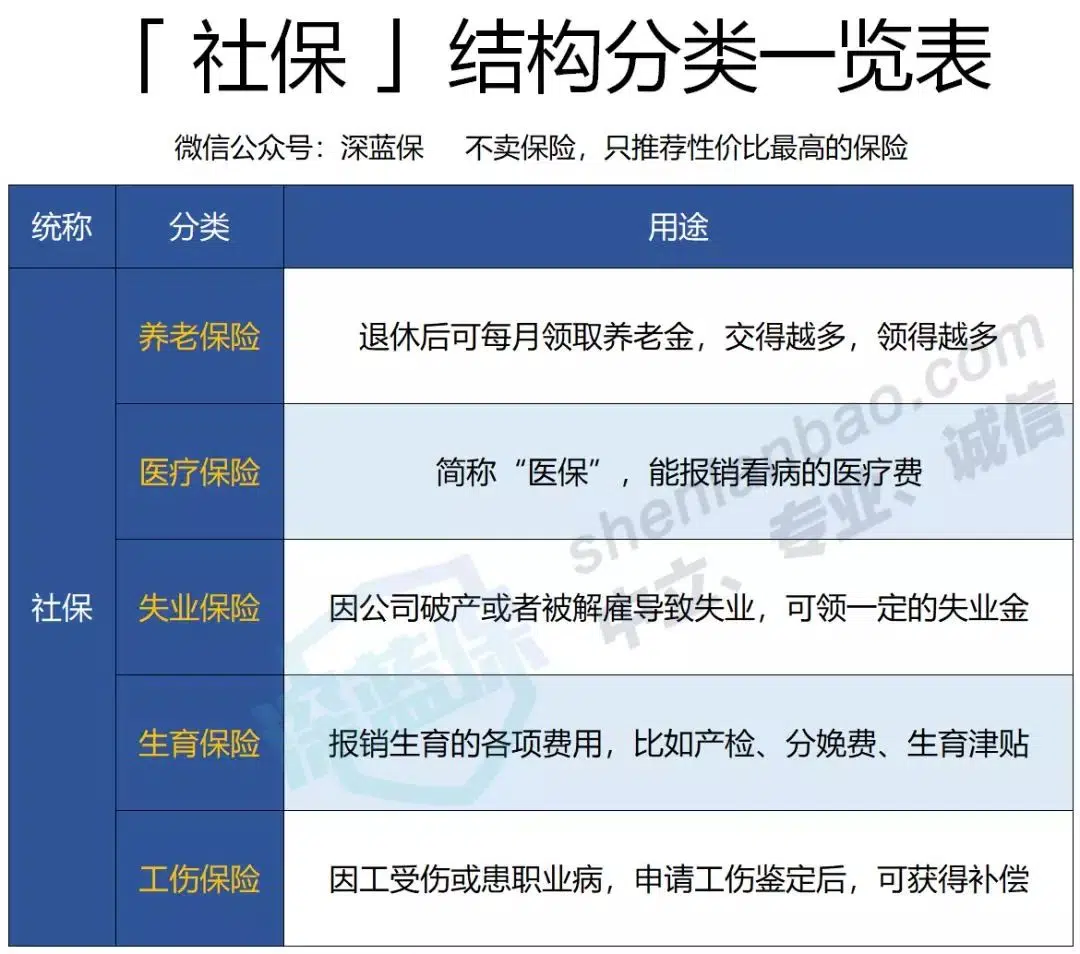 「 社保 」结构分类一览表
微信公众号：深蓝保 不卖保险，只推荐性价比最高的保险
统称 分类 用途
社保
养老保险 退休后可每月领取养老金，交得越多，领得越多
医疗保险 简称“医保”，能报销看病的医疗费
失业保险 因公司破产或者被解雇导致失业，可领一定的失业金
生育保险 报销生育的各项费用，比如产检、分娩费、生育津贴
工伤保险 因工受伤或患职业病，申请工伤鉴定后，可获得补偿
shenlanbao.com
中立、专业、诚信
深蓝保